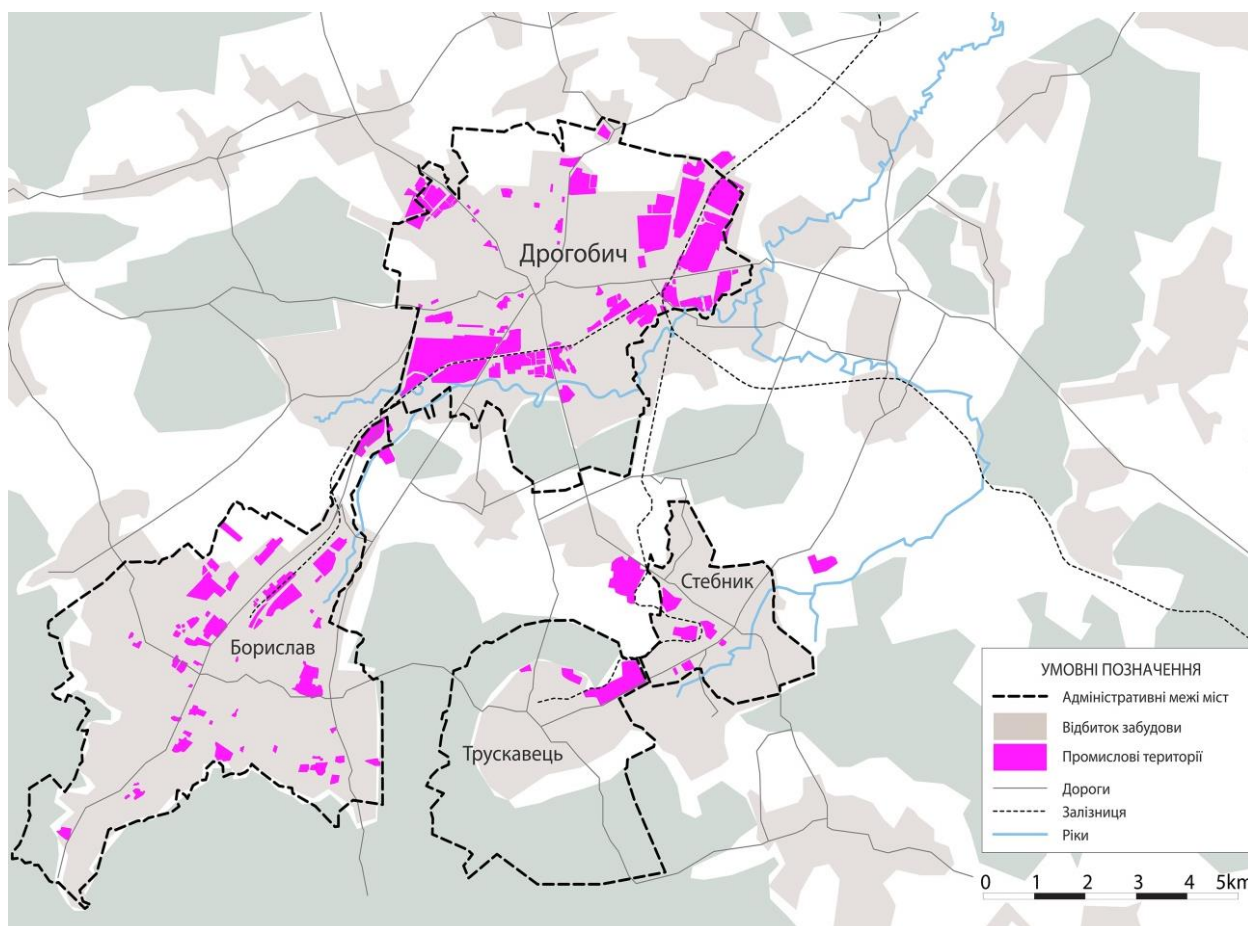 Дрогобич
Стебник
Борислав
Трускавець
УМОВНІ ПОЗНАЧЕННЯ
Адміністративні межі міст
Відбиток забудови
Промислові території
Дороги
Залізниця
Ріки
0 1 2 3 4 5km